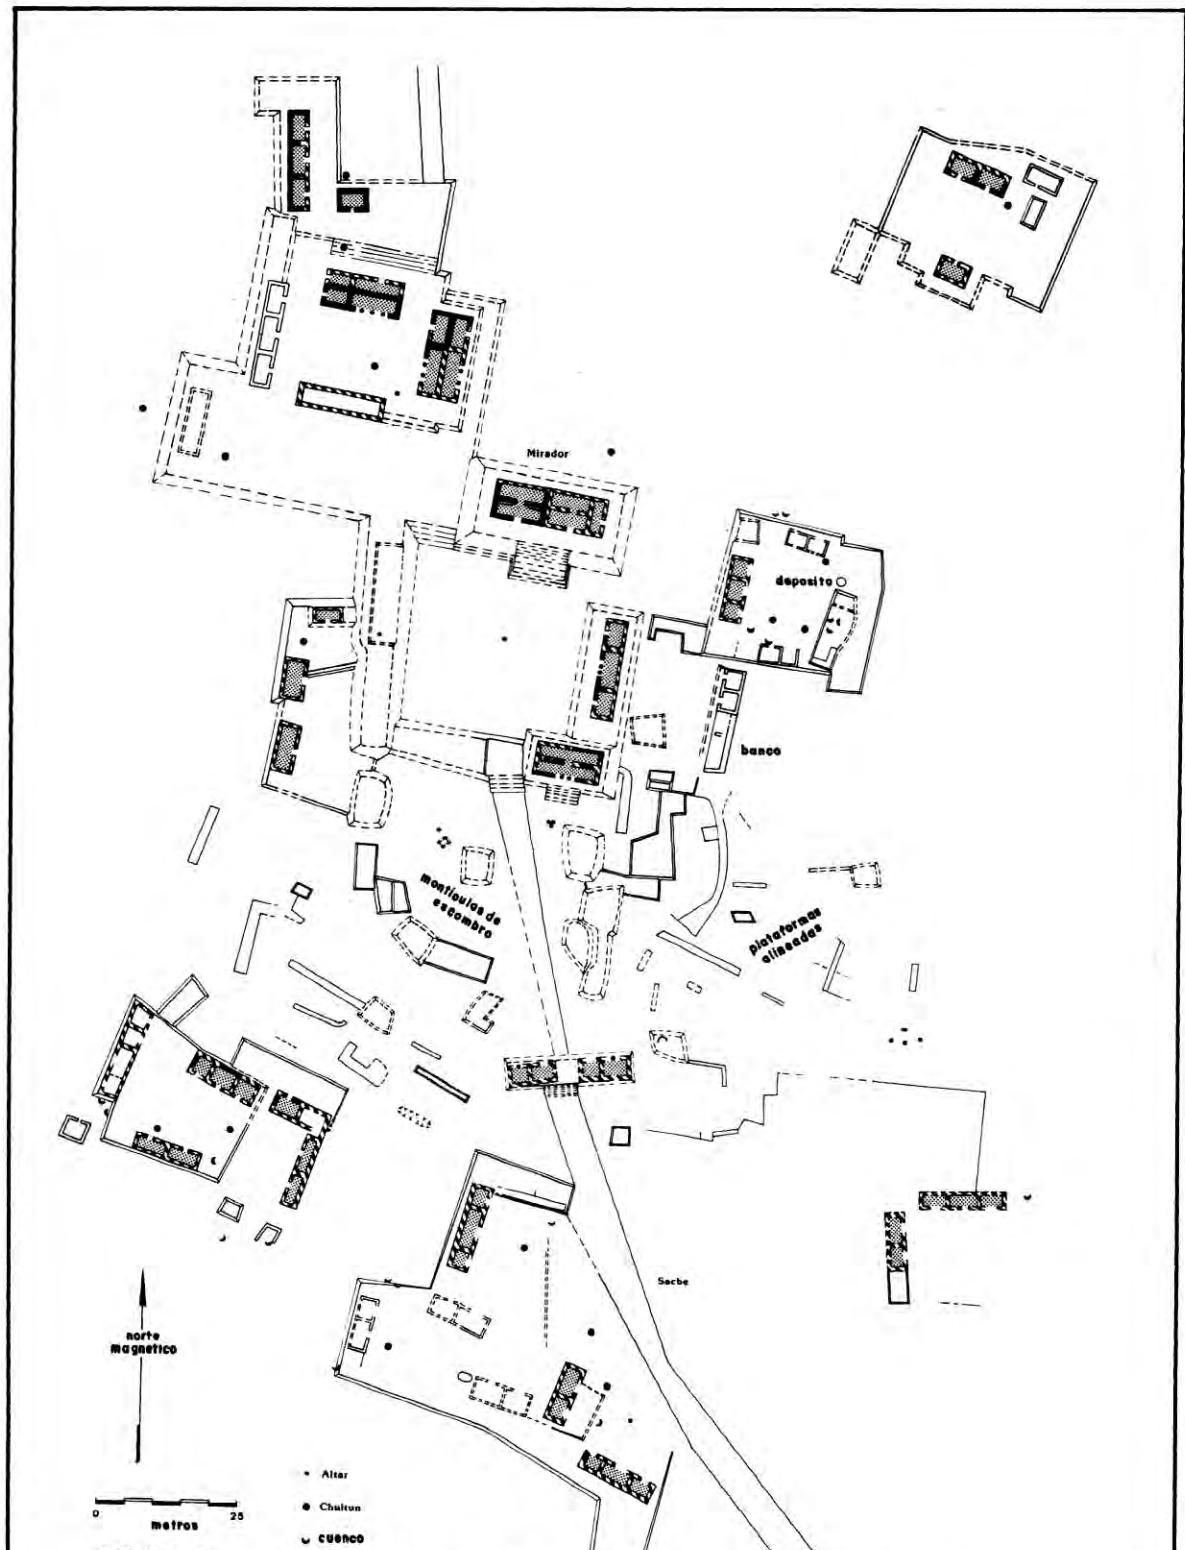 Mirador
deposito
banco
montículos de
escombro
plataformas
alineadas
Sacbe
norte
magnetico
0 25
metros
Altar
Chultun
cuenco